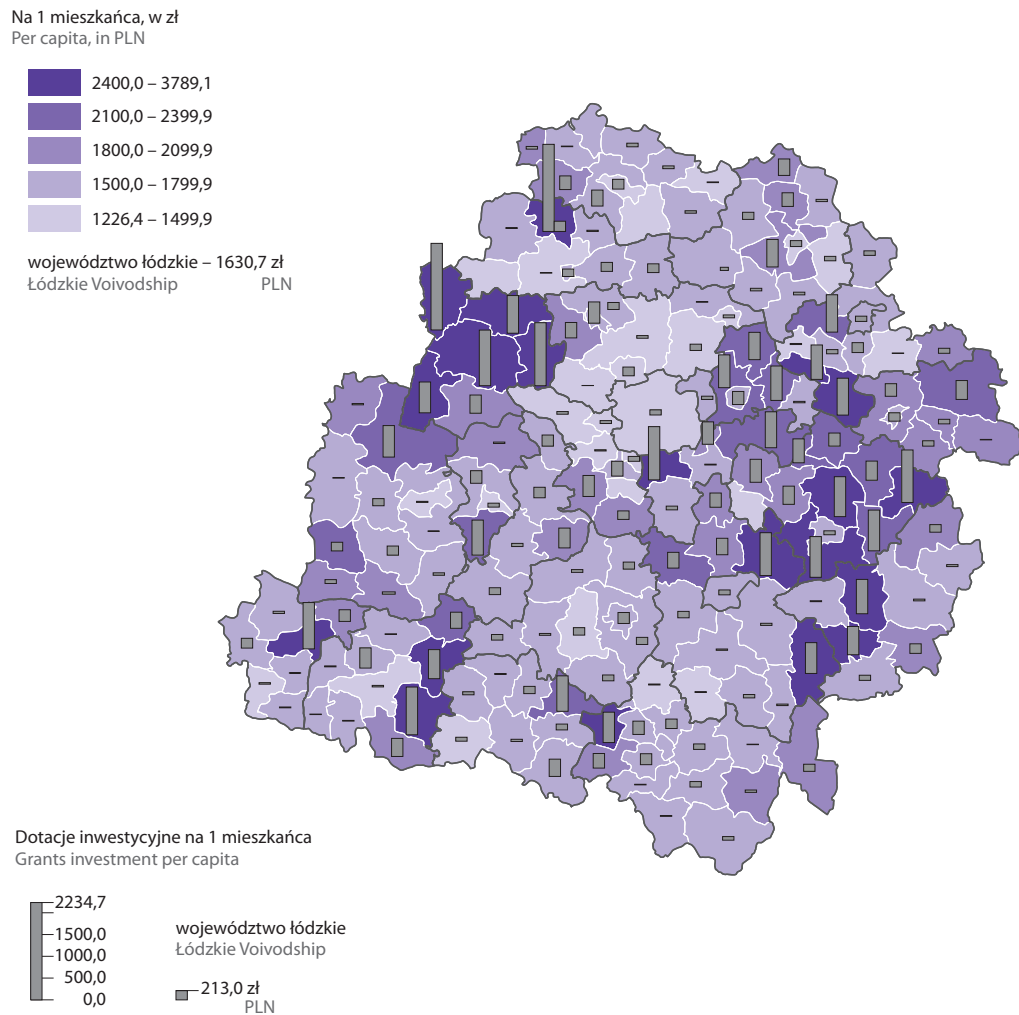 Na 1 mieszkańca, w zł
Per capita, in PLN
2400,0 – 3789,1
2100,0 – 2399,9
1800,0 – 2099,9
1500,0 – 1799,9
1226,4 – 1499,9
województwo łódzkie – 1630,7 zł
Łódzkie Voivodship PLN
Dotacje inwestycyjne na 1 mieszkańca
Grants investment per capita
2234,7
1500,0
1000,0
500,0
0,0
województwo łódzkie
Łódzkie Voivodship
213,0 zł
PLN